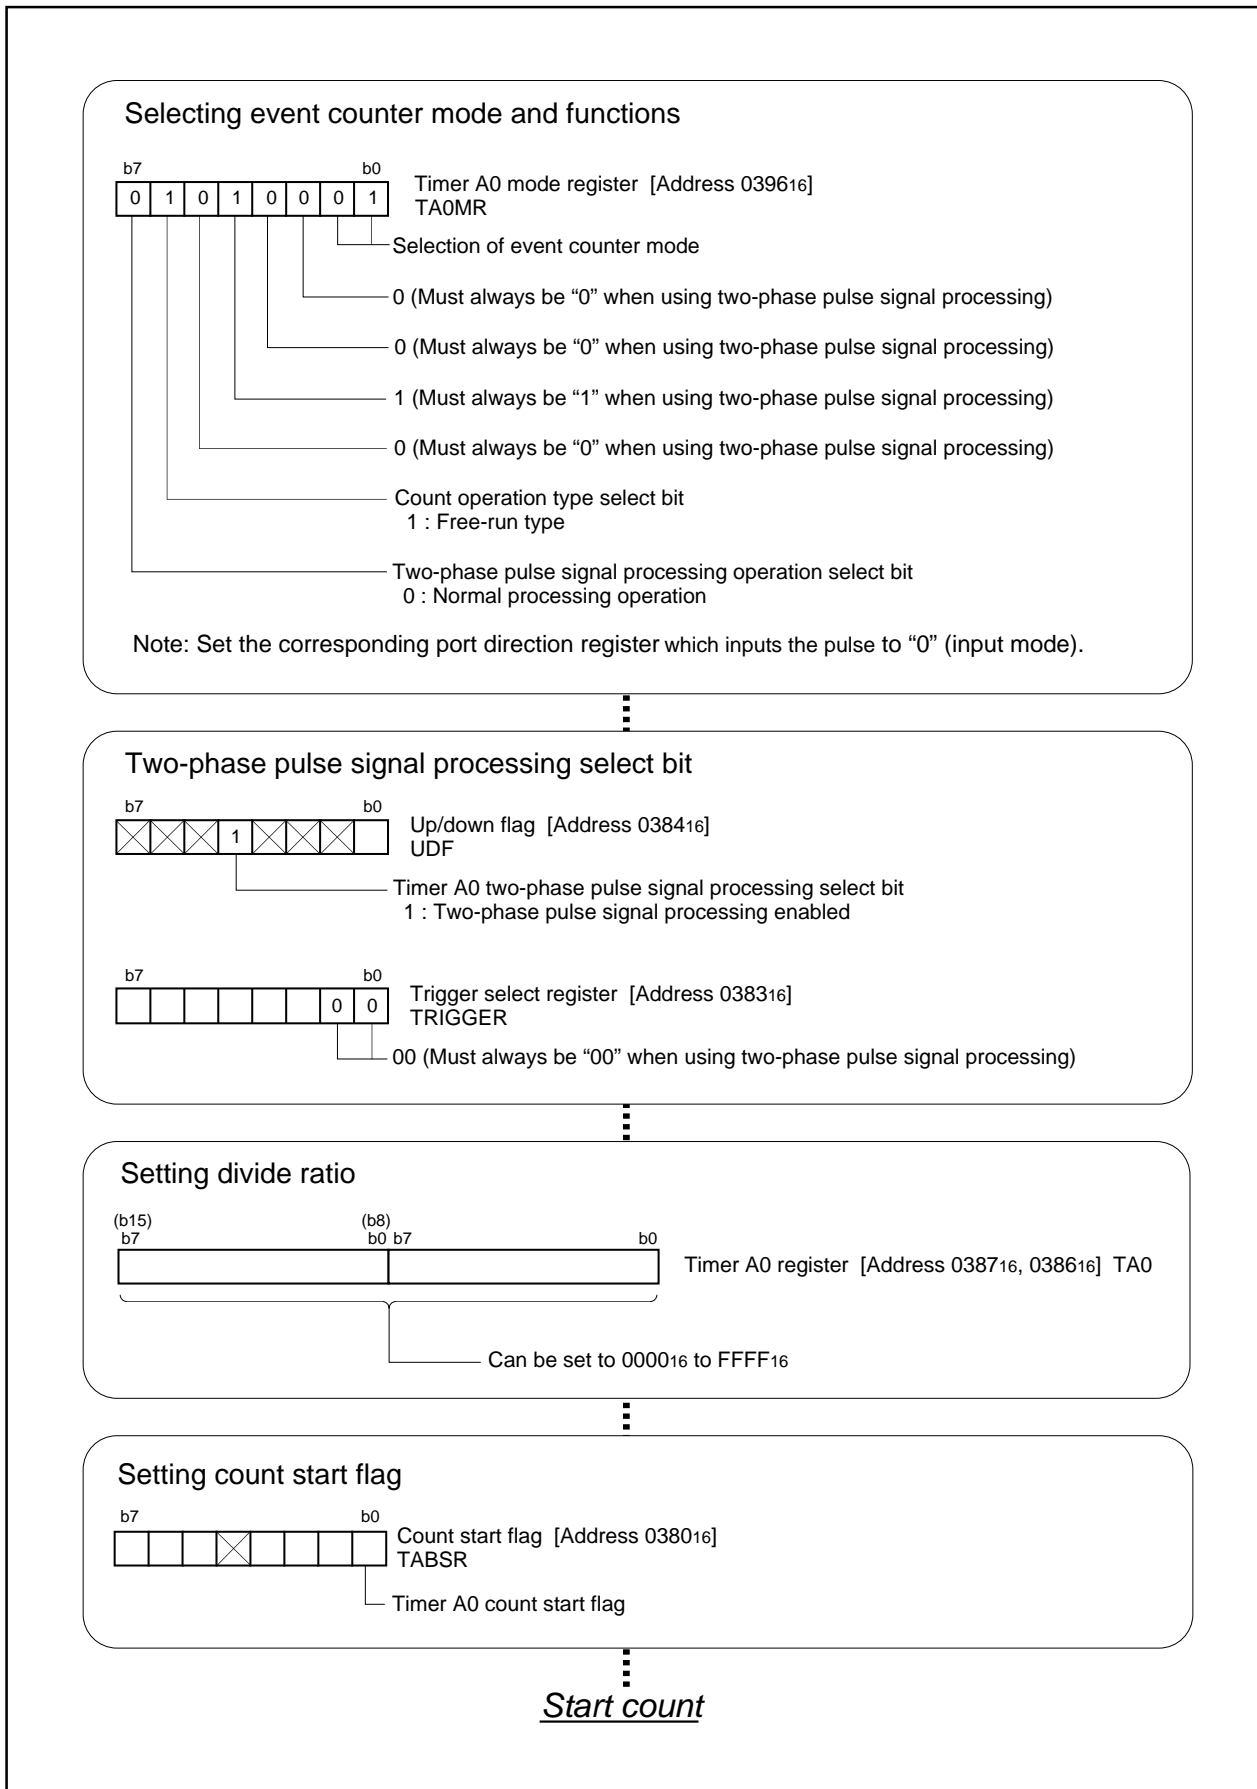 Selecting event counter mode and functions
b7 b0
0 1 0 1 0 0 0 1
Timer A0 mode register [Address 039616]
TA0MR
Selection of event counter mode
0 (Must always be “0” when using two-phase pulse signal processing)
0 (Must always be “0” when using two-phase pulse signal processing)
1 (Must always be “1” when using two-phase pulse signal processing)
0 (Must always be “0” when using two-phase pulse signal processing)
Count operation type select bit
1 : Free-run type
Two-phase pulse signal processing operation select bit
0 : Normal processing operation
Note: Set the corresponding port direction register which inputs the pulse to “0” (input mode).
Two-phase pulse signal processing select bit
b7 b0
1
Up/down flag [Address 038416]
UDF
Timer A0 two-phase pulse signal processing select bit
1 : Two-phase pulse signal processing enabled
b7 b0
0 0
Trigger select register [Address 038316]
TRIGGER
00 (Must always be “00” when using two-phase pulse signal processing)
Setting divide ratio
(b15) (b8)
b7 b0 b7 b0
Timer A0 register [Address 038716, 038616] TA0
Can be set to 000016 to FFFF16
Setting count start flag
b7 b0
Count start flag [Address 038016]
TABSR
Timer A0 count start flag
Start count